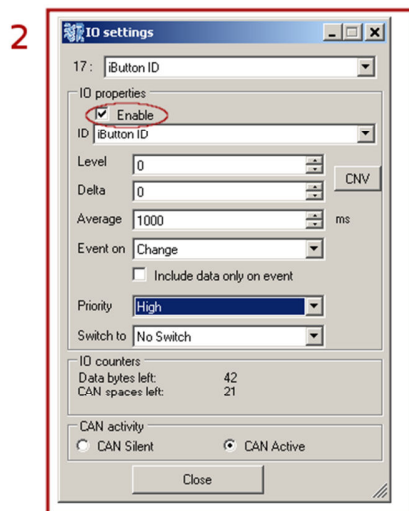 2
IO settings
17 : iButton ID
IO properties
Enable
ID iButton ID
Level 0
Delta 0
CNV
Average 1000 ms
Event on Change
Include data only on event
Priority High
Switch to No Switch
IO counters
Data bytes left: 42
CAN spaces left: 21
CAN activity
CAN Silent CAN Active
Close